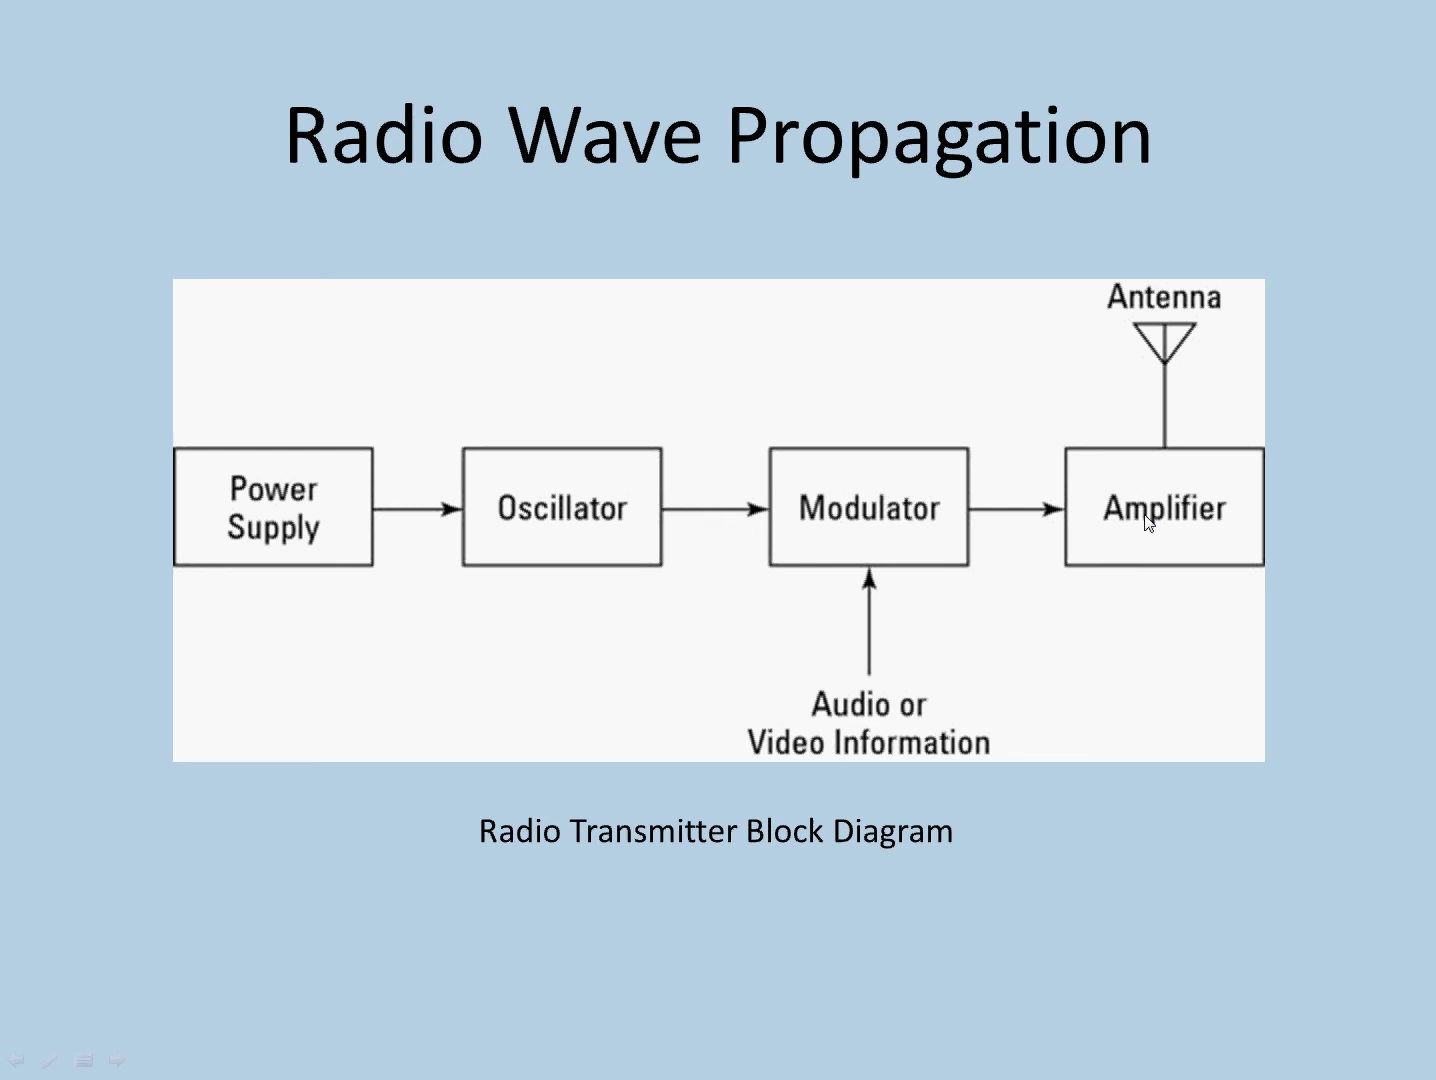 Radio Wave Propagation
Antenna
Power
Supply
Oscillator
Modulator
Amplifier
Audio or
Video Information
Radio Transmitter Block Diagram